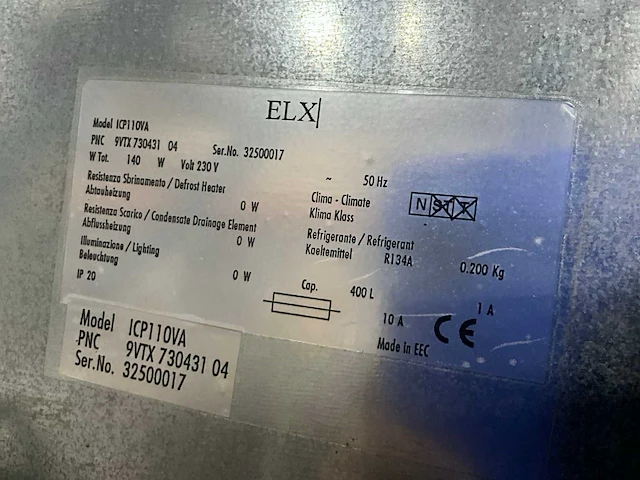 ELX
Model ICP110VA
PNC 9VTX 730431 04 Ser.No. 32500017
W Tot. 140 W Volt 230 V ~ 50 Hz
Resistenza Sbrinamento / Defrost Heater
Abtauheizung 0 W
Clima - Climate
Klima Klass N ST T
Resistenza Scarico / Condensate Drainage Element
Abflussheizung 0 W
Refrigerante / Refrigerant
Kaeltemittel R134A 0.200 Kg
Illuminazione / Lighting
Beleuchtung 0 W
IP 20
Cap. 400 L
10 A 1 A
CE
Made in EEC
Model ICP110VA
PNC 9VTX 730431 04
Ser.No. 32500017